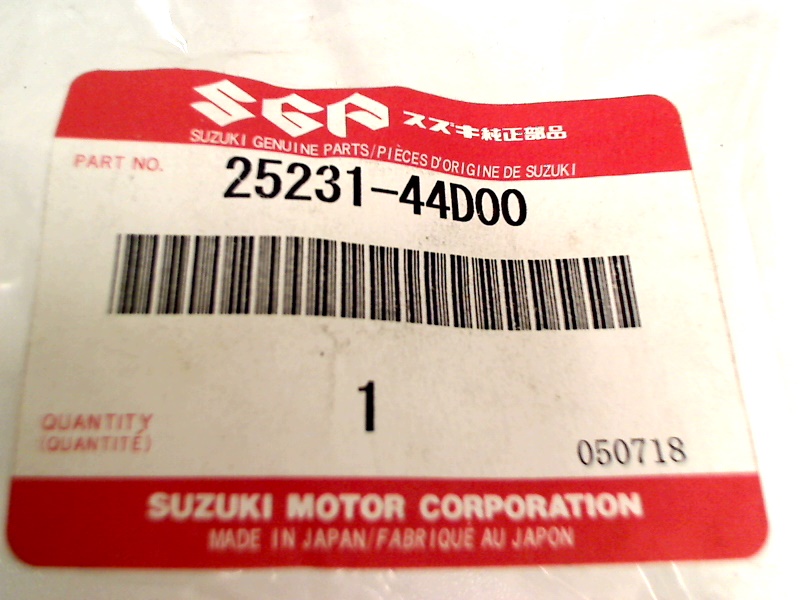 SGP スズキ純正部品
SUZUKI GENUINE PARTS/PIÈCES D'ORIGINE DE SUZUKI
PART NO. 25231-44D00
1
QUANTITY
(QUANTITÉ)
050718
SUZUKI MOTOR CORPORATION
MADE IN JAPAN/FABRIQUÉ AU JAPON